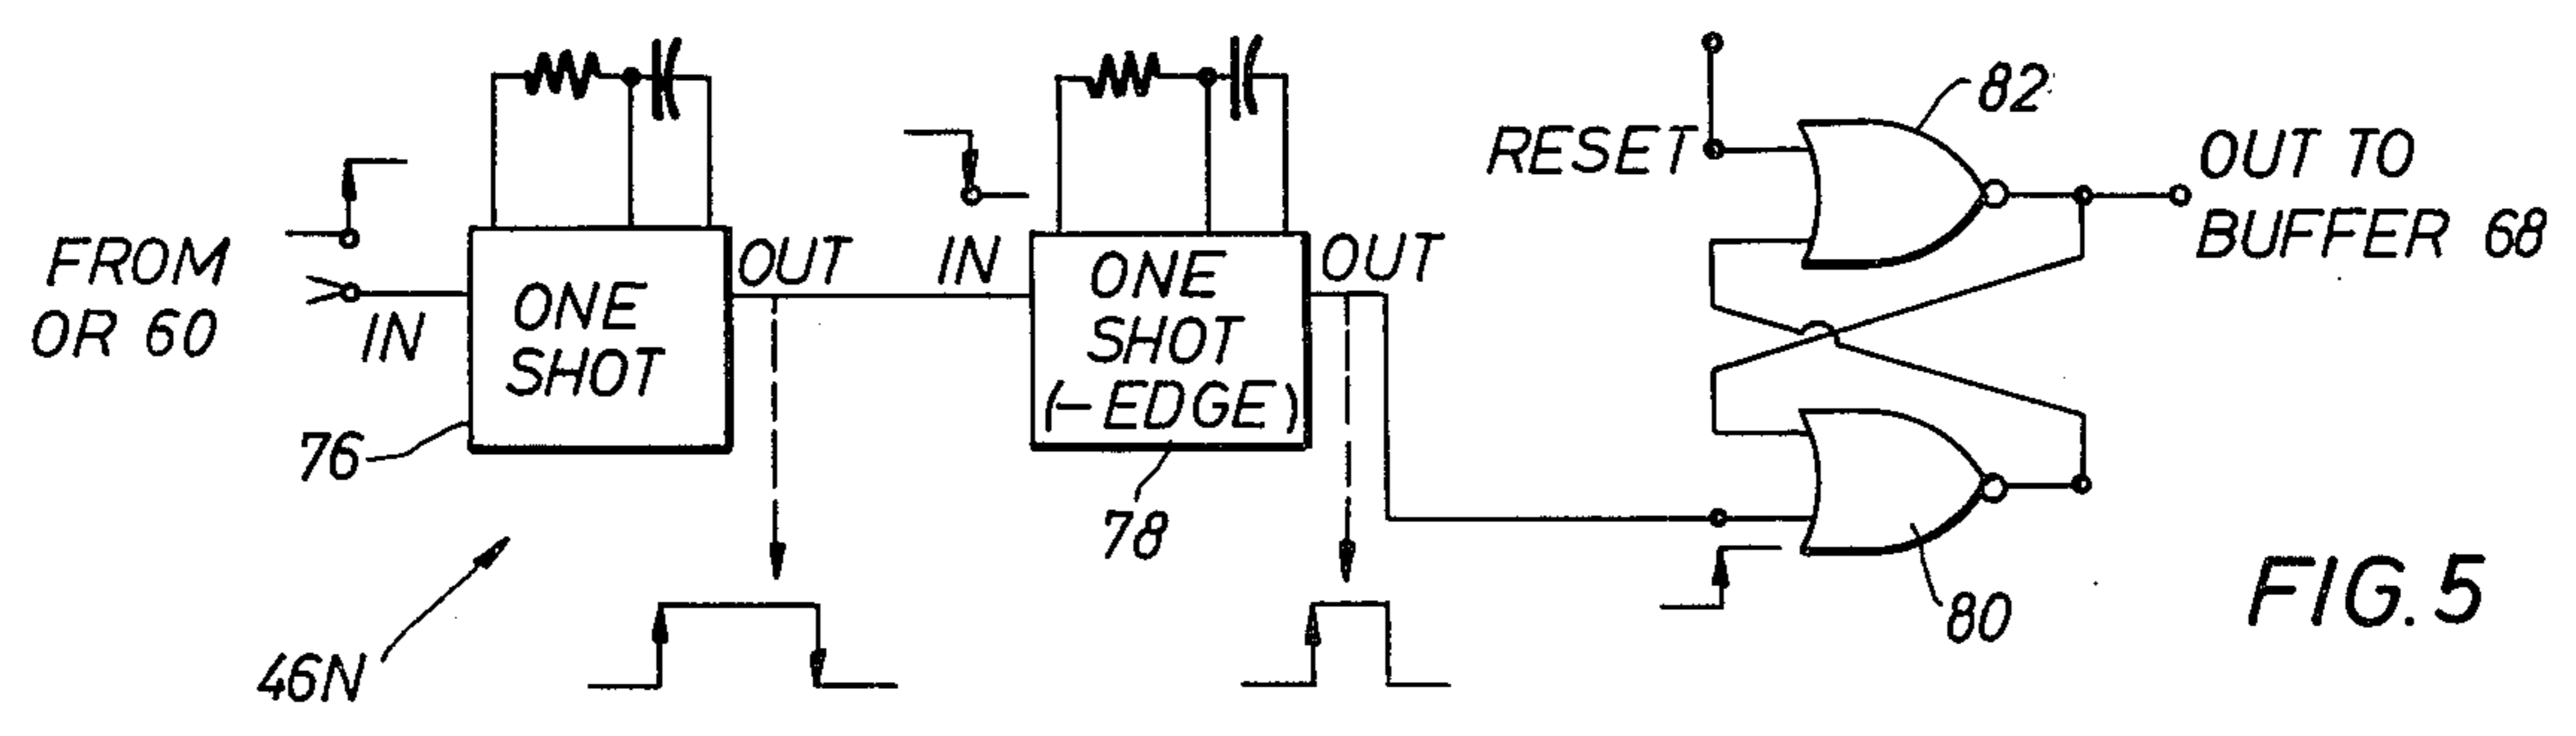 FROM
OR 60
IN
ONE
SHOT
OUT
76
46N
IN
ONE
SHOT
(-EDGE)
OUT
78
RESET
82
OUT TO
BUFFER 68
80
FIG. 5